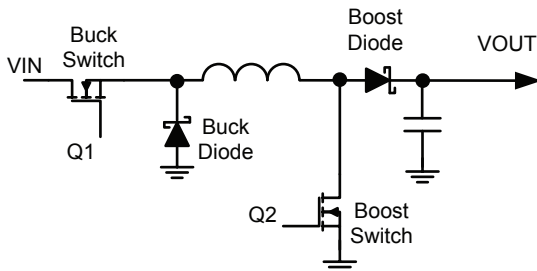 Buck
Switch
VIN
Q1
Buck
Diode
Boost
Diode
VOUT
Q2
Boost
Switch